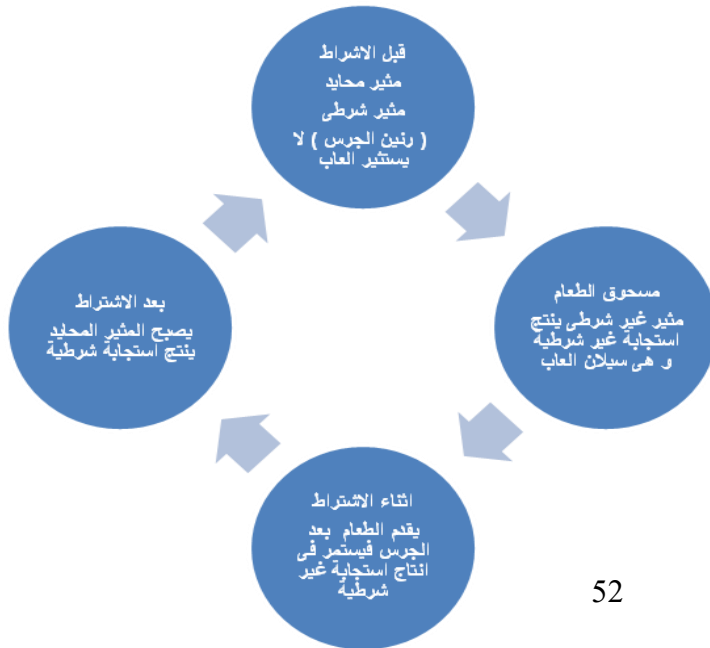 قبل الاشراط
مثير محايد
مثير شرطى
( رنين الجرس ) لا
يستثير العاب
مسحوق الطعام
مثير غير شرطى ينتج
استجابة غير شرطية
و هى سيلان العاب
اثناء الاشتراط
يقدم الطعام بعد
الجرس فيستمر فى
انتاج استجابة غير
شرطية
بعد الاشتراط
يصبح المثير المحايد
ينتج استجابة شرطية
52